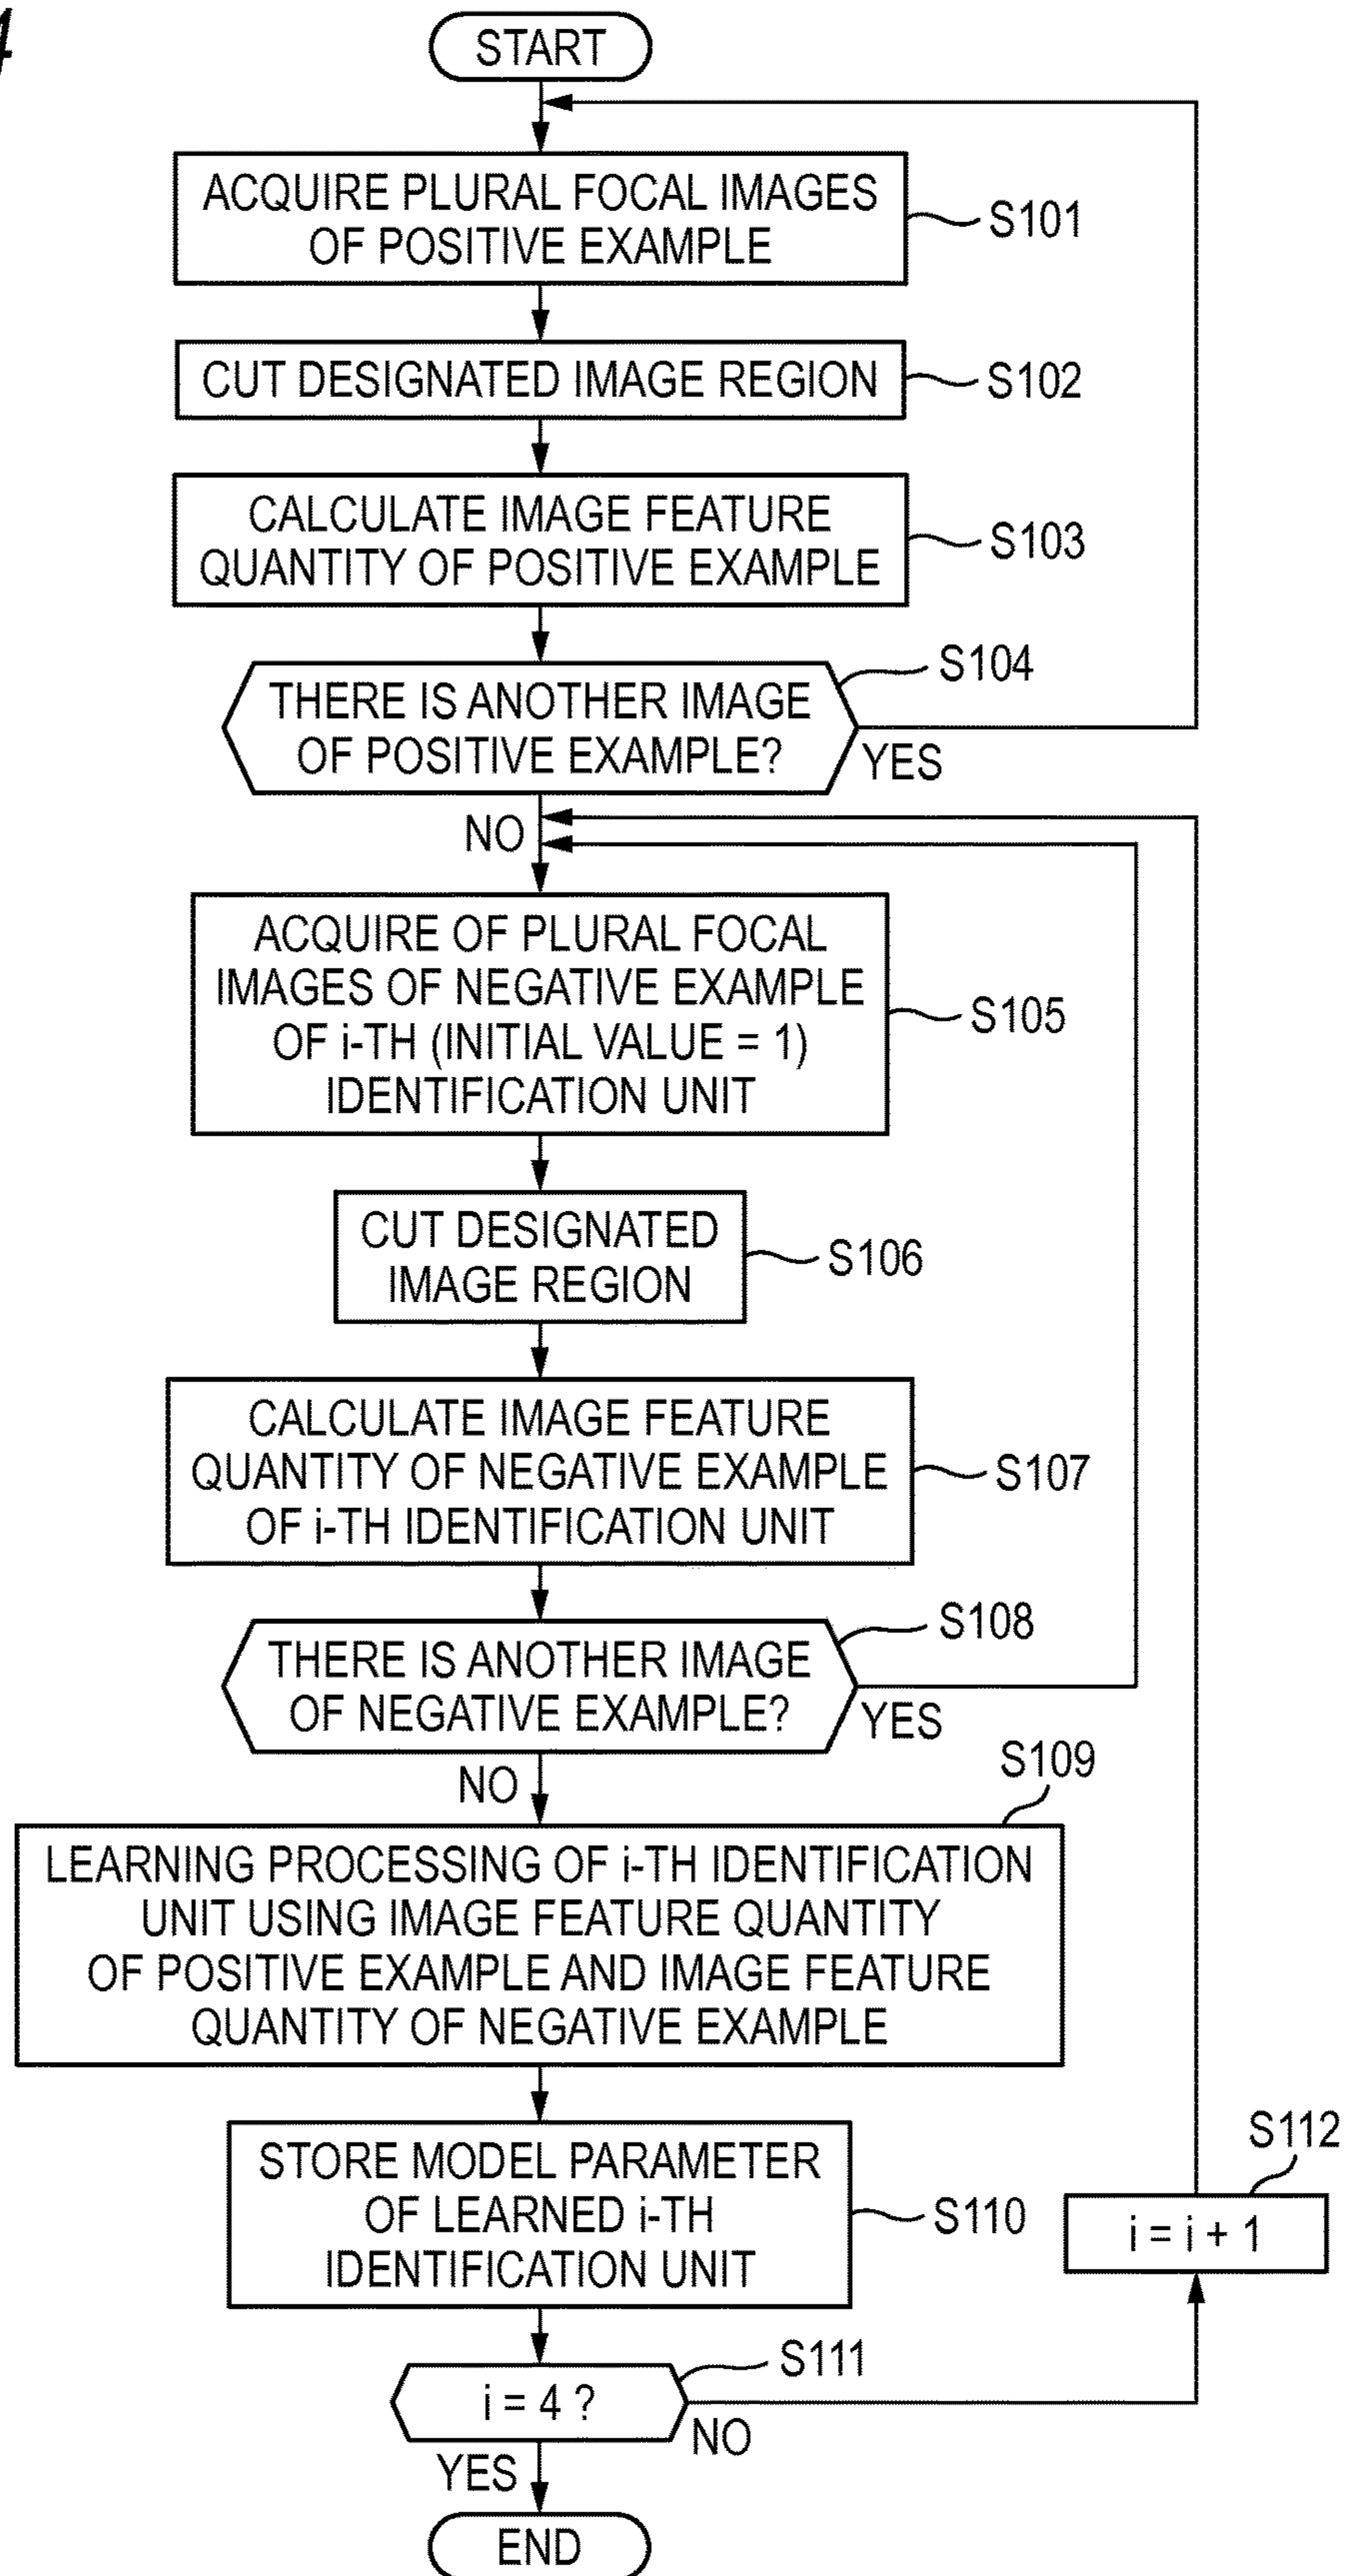 4
START
ACQUIRE PLURAL FOCAL IMAGES
OF POSITIVE EXAMPLE
S101
CUT DESIGNATED IMAGE REGION
S102
CALCULATE IMAGE FEATURE
QUANTITY OF POSITIVE EXAMPLE
S103
S104
THERE IS ANOTHER IMAGE
OF POSITIVE EXAMPLE?
YES
NO
ACQUIRE OF PLURAL FOCAL
IMAGES OF NEGATIVE EXAMPLE
OF i-TH (INITIAL VALUE = 1)
IDENTIFICATION UNIT
S105
CUT DESIGNATED
IMAGE REGION
S106
CALCULATE IMAGE FEATURE
QUANTITY OF NEGATIVE EXAMPLE
OF i-TH IDENTIFICATION UNIT
S107
S108
THERE IS ANOTHER IMAGE
OF NEGATIVE EXAMPLE?
YES
NO
S109
LEARNING PROCESSING OF i-TH IDENTIFICATION
UNIT USING IMAGE FEATURE QUANTITY
OF POSITIVE EXAMPLE AND IMAGE FEATURE
QUANTITY OF NEGATIVE EXAMPLE
STORE MODEL PARAMETER
OF LEARNED i-TH
IDENTIFICATION UNIT
S110
S112
i = i + 1
S111
i = 4 ?
NO
YES
END